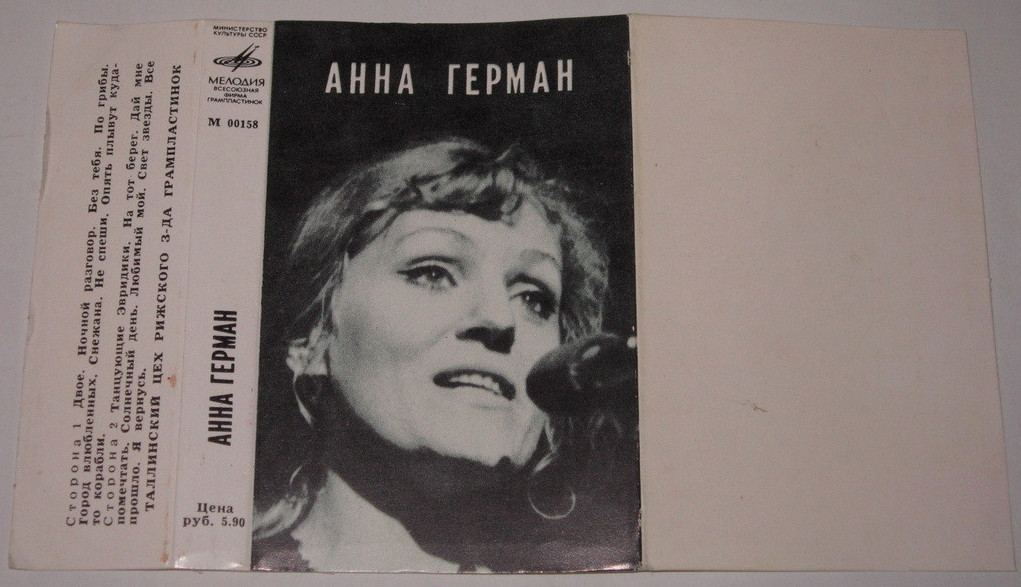 Сторона 1 Двое. Ночной разговор. Без тебя. По грибы.
Город влюбленных. Снежана. Не спеши. Опять плывут куда-
то корабли.
Сторона 2 Танцующие Эвридики. На тот берег. Дай мне
помечтать. Солнечный день. Любимый мой. Свет звезды. Все
прошло. Я вернусь.
ТАЛЛИНСКИЙ ЦЕХ РИЖСКОГО З-ДА ГРАМПЛАСТИНОК
МИНИСТЕРСТВО
КУЛЬТУРЫ СССР
МЕЛОДИЯ
ВСЕСОЮЗНАЯ
ФИРМА
ГРАМПЛАСТИНОК
М 00158
АННА ГЕРМАН
Цена
руб. 5.90
АННА ГЕРМАН